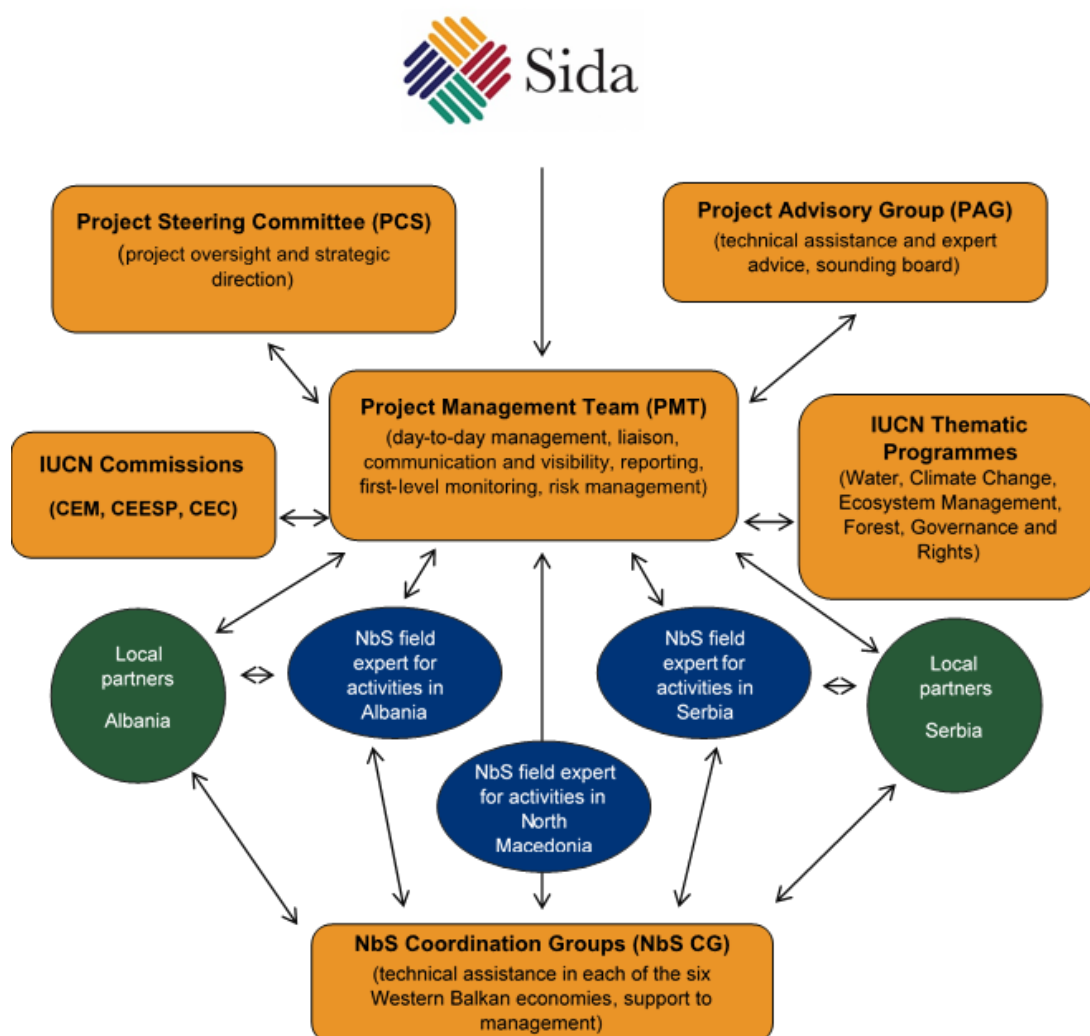 Sida
Project Steering Committee (PCS)
(project oversight and strategic
direction)
Project Advisory Group (PAG)
(technical assistance and expert
advice, sounding board)
Project Management Team (PMT)
(day-to-day management, liaison,
communication and visibility, reporting,
first-level monitoring, risk management)
IUCN Commissions
(CEM, CEESP, CEC)
IUCN Thematic
Programmes
(Water, Climate Change,
Ecosystem Management,
Forest, Governance and
Rights)
Local
partners
Albania
NbS field
expert for
activities in
Albania
NbS field
expert for
activities in
Serbia
Local
partners
Serbia
NbS field expert
for activities in
North
Macedonia
NbS Coordination Groups (NbS CG)
(technical assistance in each of the six
Western Balkan economies, support to
management)